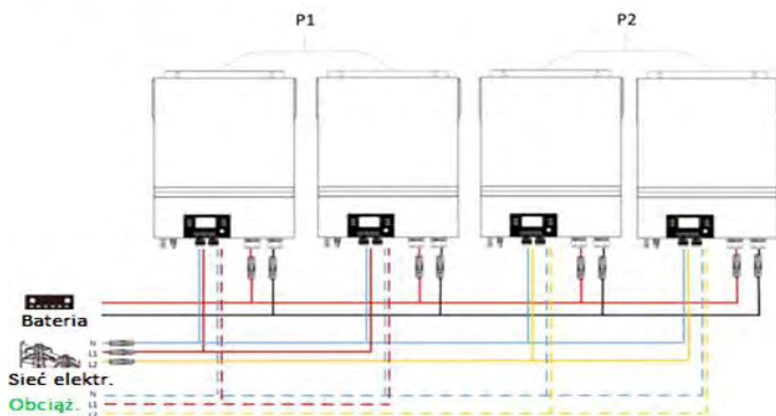 P1
P2
Bateria
N
L1
L2
Sieć elektr.
N
L1
L2
Obciąż.